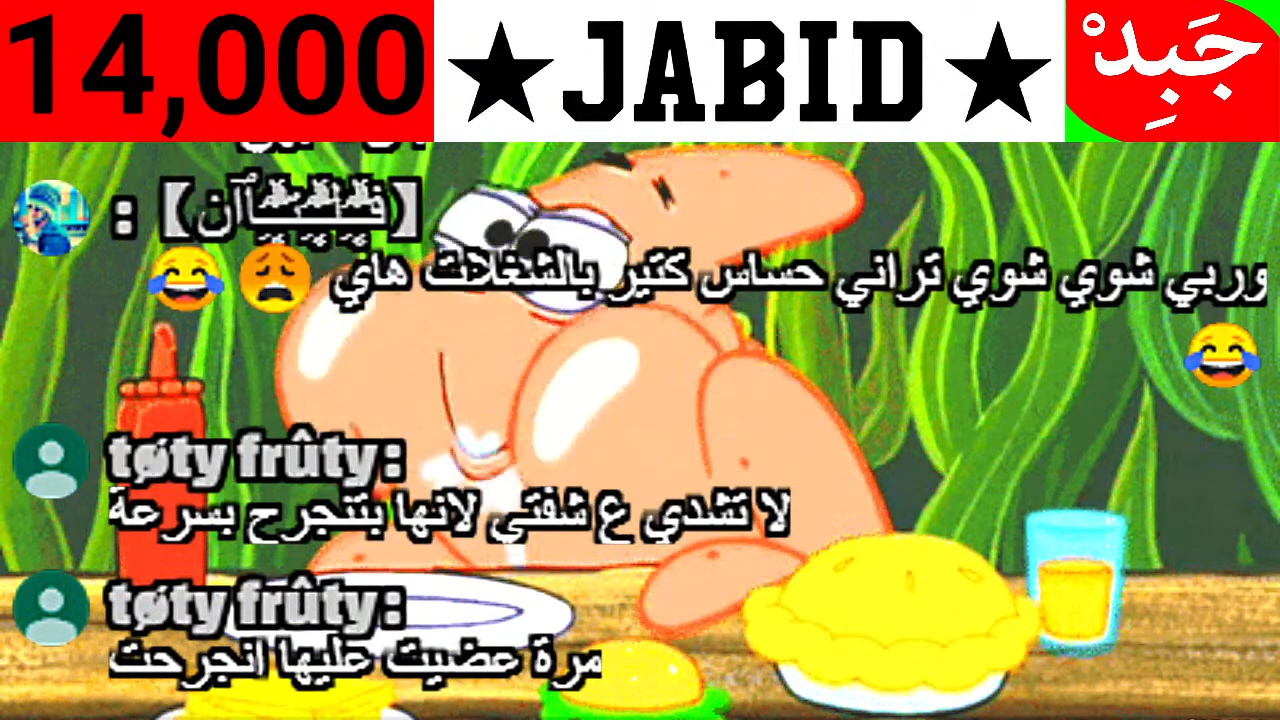 14,000
★JABID★
جَبِدْ
وربي شوي شوي تراني حساس كتير بالشغلات هاي 😩😂
😂
tøty frûty:
لا تشدي ع شفتي لانها بتنجرح بسرعة
tøty frûty:
مرة عضيت عليها انجرحت